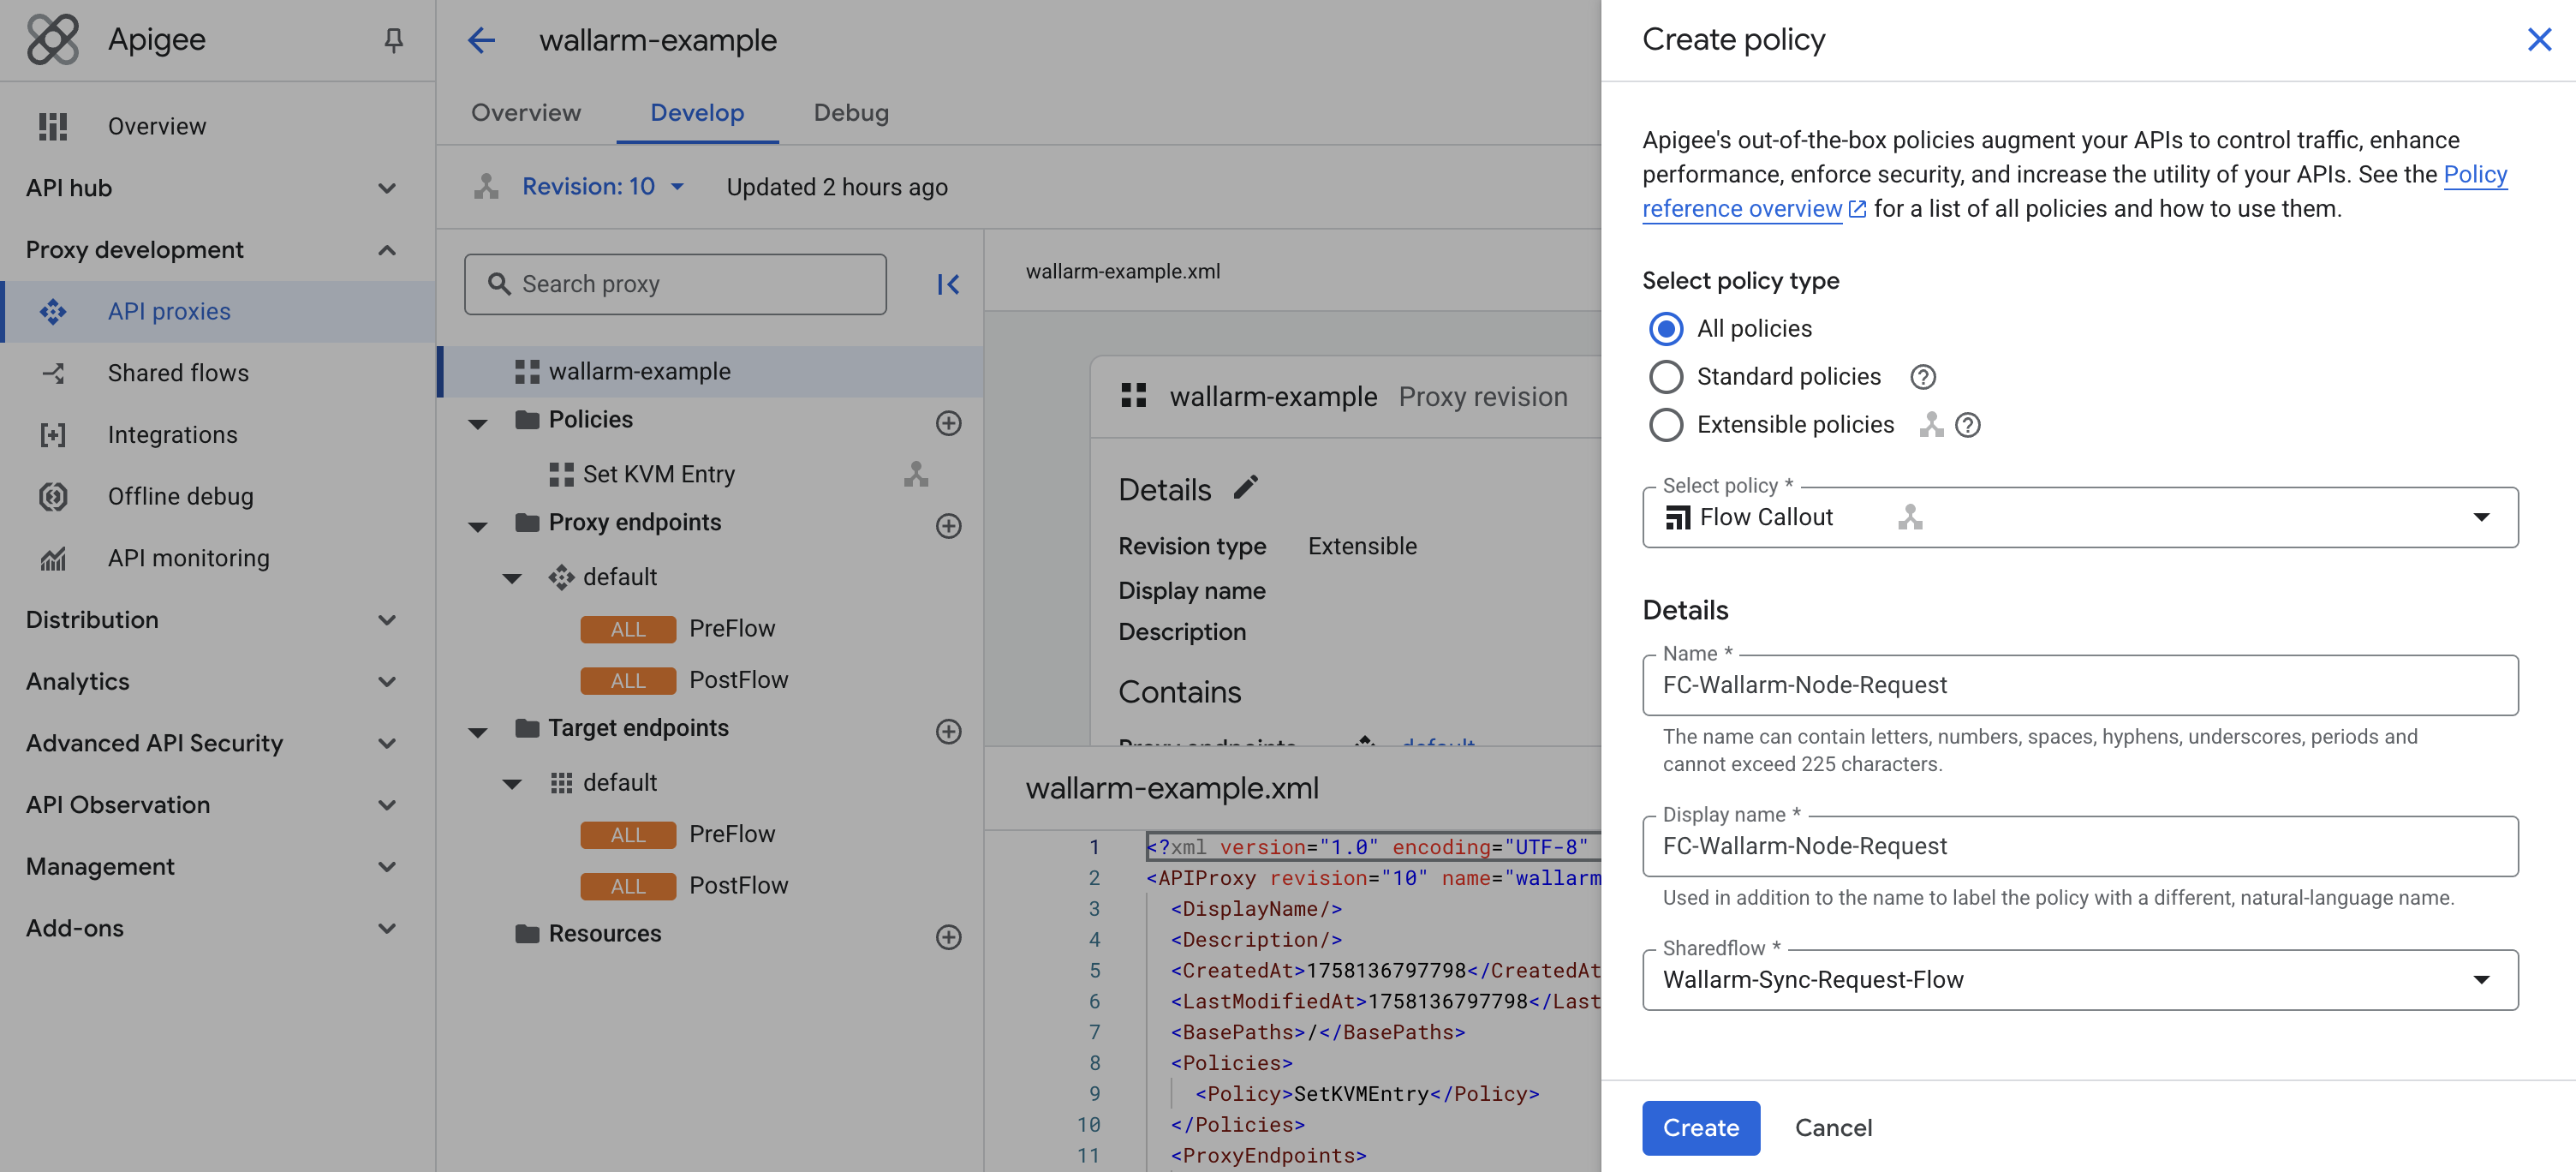 Apigee
Overview
API hub
Proxy development
API proxies
Shared flows
Integrations
Offline debug
API monitoring
Distribution
Analytics
Advanced API Security
API Observation
Management
Add-ons
wallarm-example
Overview
Develop
Debug
Revision: 10
Updated 2 hours ago
Search proxy
wallarm-example
Policies
Set KVM Entry
Proxy endpoints
default
ALL PreFlow
ALL PostFlow
Target endpoints
default
ALL PreFlow
ALL PostFlow
Resources
wallarm-example.xml
wallarm-example Proxy revision
Details
Revision type Extensible
Display name
Description
Contains
Proxy endpoints default
wallarm-example.xml
1 <?xml version="1.0" encoding="UTF-8"
2 <APIProxy revision="10" name="wallarm
3 <DisplayName/>
4 <Description/>
5 <CreatedAt>1758136797798</CreatedAt
6 <LastModifiedAt>1758136797798</Last
7 <BasePaths>/</BasePaths>
8 <Policies>
9 <Policy>SetKVMEntry</Policy>
10 </Policies>
11 <ProxyEndpoints>
Create policy
Apigee's out-of-the-box policies augment your APIs to control traffic, enhance
performance, enforce security, and increase the utility of your APIs. See the Policy
reference overview for a list of all policies and how to use them.
Select policy type
All policies
Standard policies
Extensible policies
Select policy *
Flow Callout
Details
Name *
FC-Wallarm-Node-Request
The name can contain letters, numbers, spaces, hyphens, underscores, periods and
cannot exceed 225 characters.
Display name *
FC-Wallarm-Node-Request
Used in addition to the name to label the policy with a different, natural-language name.
Sharedflow *
Wallarm-Sync-Request-Flow
Create
Cancel